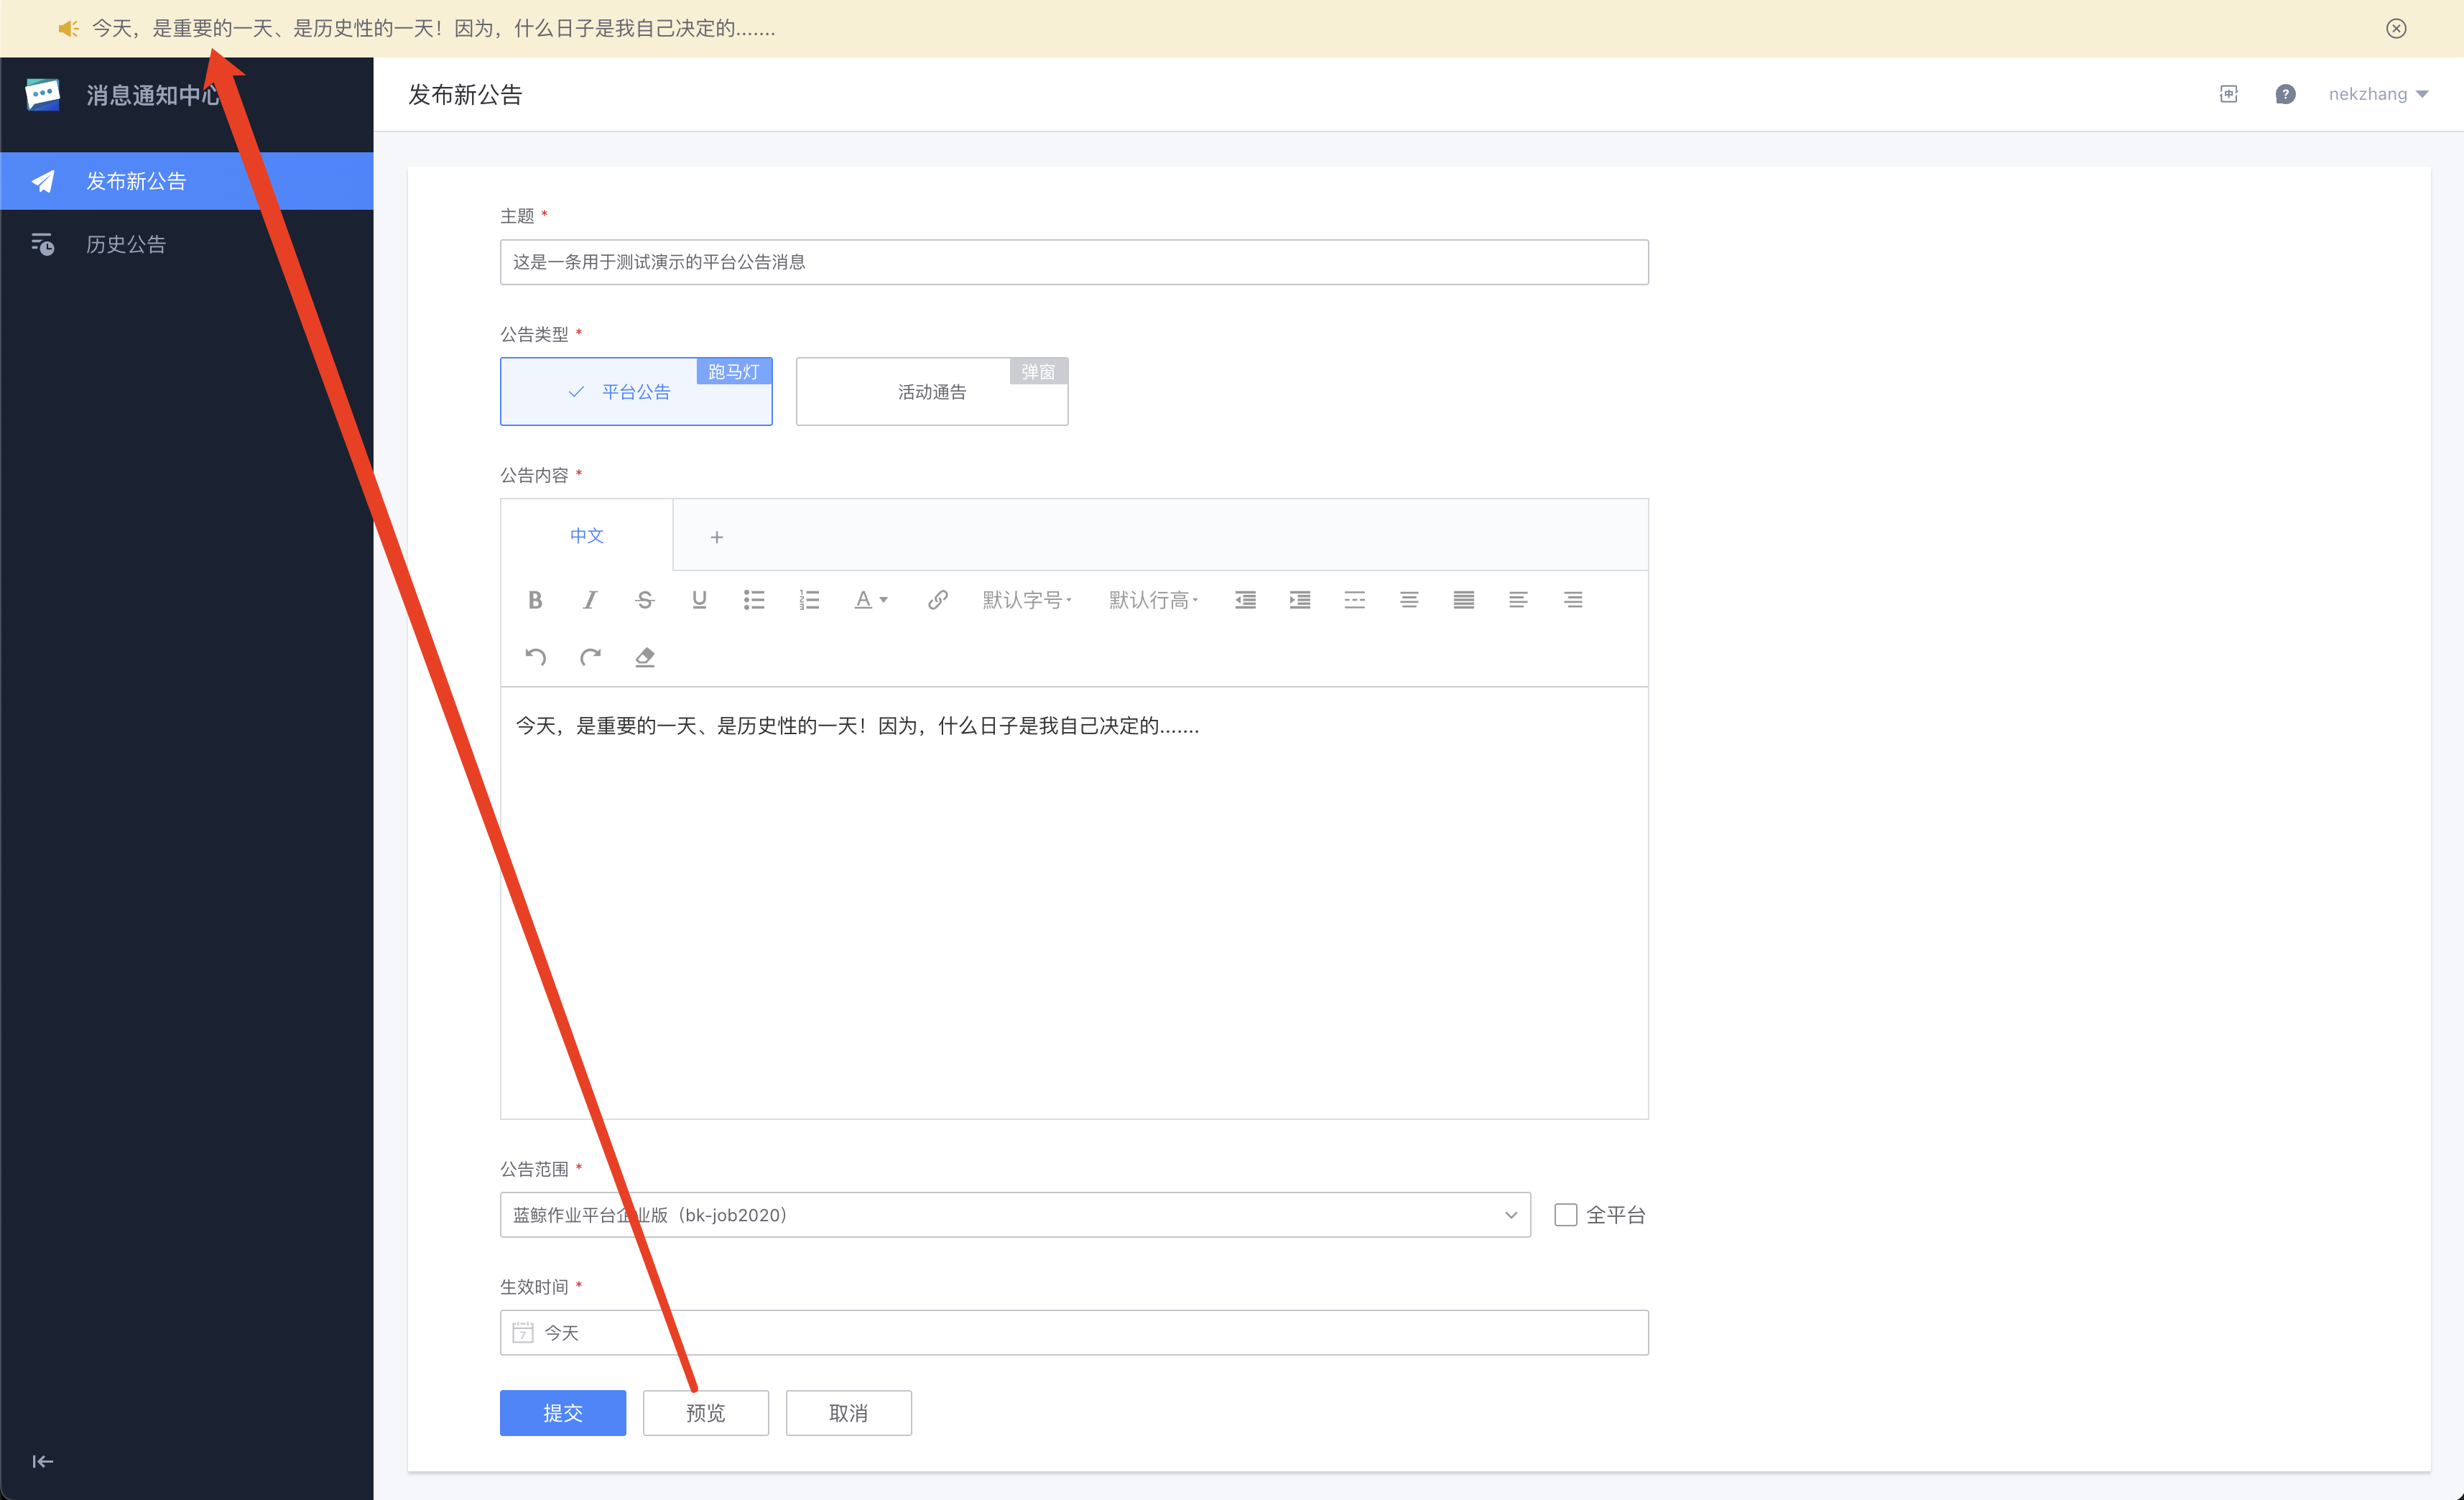 今天，是重要的一天、是历史性的一天！因为，什么日子是我自己决定的.......
消息通知中心
发布新公告
nekzhang
发布新公告
历史公告
主题 *
这是一条用于测试演示的平台公告消息
公告类型 *
平台公告
跑马灯
活动通告
弹窗
公告内容 *
中文
+
默认字号
默认行高
今天，是重要的一天、是历史性的一天！因为，什么日子是我自己决定的.......
公告范围 *
蓝鲸作业平台企业版（bk-job2020）
全平台
生效时间 *
7 今天
提交
预览
取消